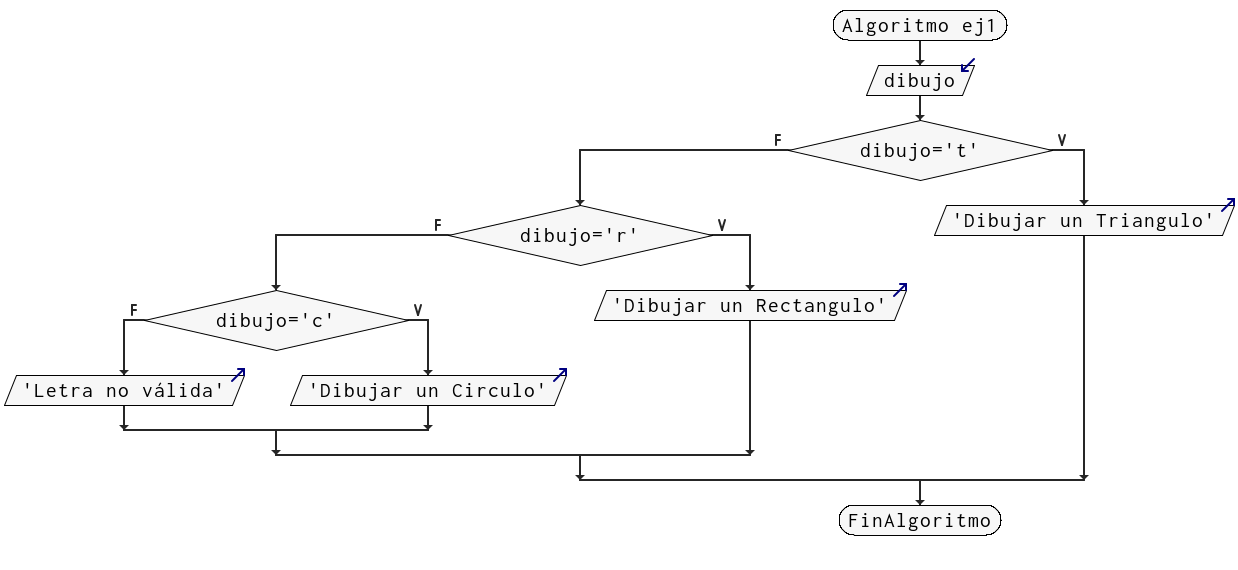 Algoritmo ej1
dibujo
F
V
dibujo='t'
'Dibujar un Triangulo'
F
V
dibujo='r'
'Dibujar un Rectangulo'
F
V
dibujo='c'
'Letra no válida'
'Dibujar un Circulo'
FinAlgoritmo